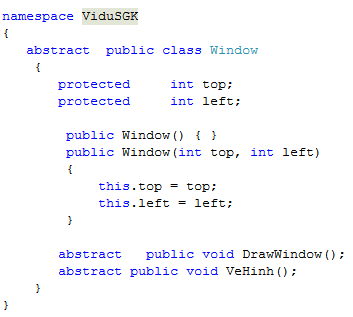 namespace ViduSGK
{
abstract public class Window
{
protected int top;
protected int left;
public Window() { }
public Window(int top, int left)
{
this.top = top;
this.left = left;
}
abstract public void DrawWindow();
abstract public void VeHinh();
}
}